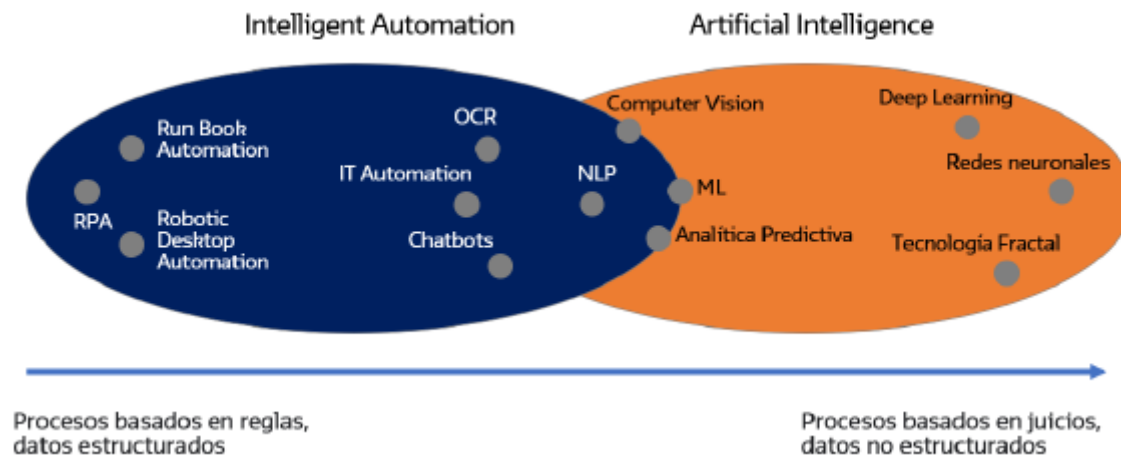 Intelligent Automation
Artificial Intelligence
Run Book
Automation
RPA
Robotic
Desktop
Automation
OCR
IT Automation
NLP
Chatbots
Computer Vision
ML
Analítica Predictiva
Deep Learning
Redes neuronales
Tecnología Fractal
Procesos basados en reglas,
datos estructurados
Procesos basados en juicios,
datos no estructurados